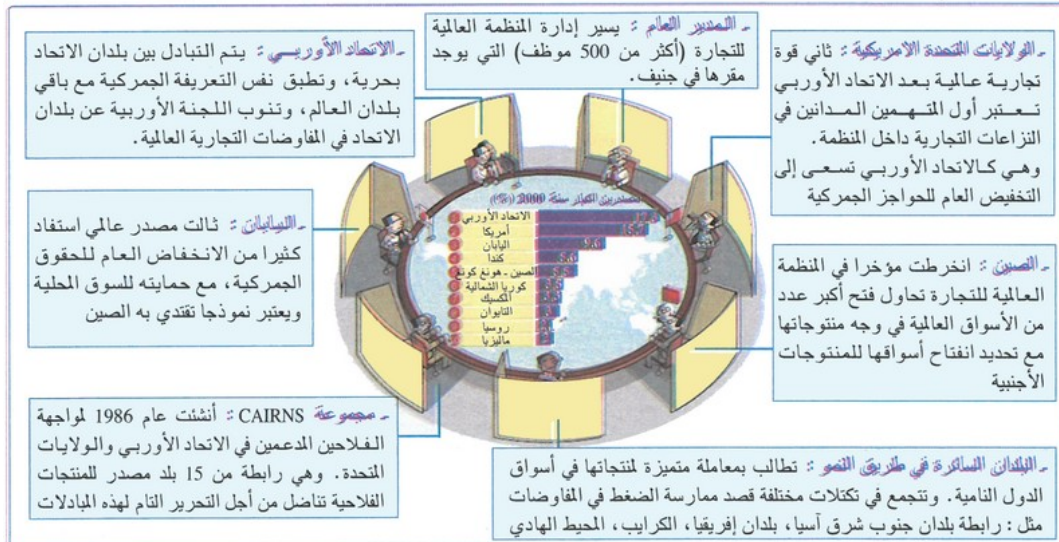 ـ الولايات المتحدة الامريكية : ثاني قوة
تجارية عالمية بعد الاتحاد الأوربي
تعتبر أول المتهمين المدانين في
النزاعات التجارية داخل المنظمة.
وهي كالاتحاد الأوربي تسعى إلى
التخفيض العام للحواجز الجمركية
ـ المدير العام : يسير إدارة المنظمة العالمية
للتجارة (أكثر من 500 موظف) التي يوجد
مقرها في جنيف.
ـ الاتحاد الأوربي : يتم التبادل بين بلدان الاتحاد
بحرية، وتطبق نفس التعريفة الجمركية مع باقي
بلدان العالم، وتنوب اللجنة الأوربية عن بلدان
الاتحاد في المفاوضات التجارية العالمية.
الكبار سنة 2000 (%)
الاتحاد الأوربي
أمريكا
اليابان
كندا
الصين ـ هونغ كونغ
كوريا الشمالية
المكسيك
التايوان
روسيا
ماليزيا
ـ الصين : انخرطت مؤخرا في المنظمة
العالمية للتجارة تحاول فتح أكبر عدد
من الأسواق العالمية في وجه منتوجاتها
مع تحديد انفتاح أسواقها للمنتوجات
الأجنبية
ـ اليابان : ثالت مصدر عالمي استفاد
كثيرا من الانخفاض العام للحقوق
الجمركية، مع حمايته للسوق المحلية
ويعتبر نموذجا تقتدي به الصين
ـ البلدان السائرة في طريق النمو : تطالب بمعاملة متميزة لمنتجاتها في أسواق
الدول النامية. وتتجمع في تكتلات مختلفة قصد ممارسة الضغط في المفاوضات
مثل : رابطة بلدان جنوب شرق آسيا، بلدان إفريقيا، الكرايب، المحيط الهادي
ـ مجموعة CAIRNS : أنشئت عام 1986 لمواجهة
الفلاحين المدعمين في الاتحاد الأوربي والولايات
المتحدة. وهي رابطة من 15 بلد مصدر للمنتجات
الفلاحية تناضل من أجل التحرير التام لهذه المبادلات